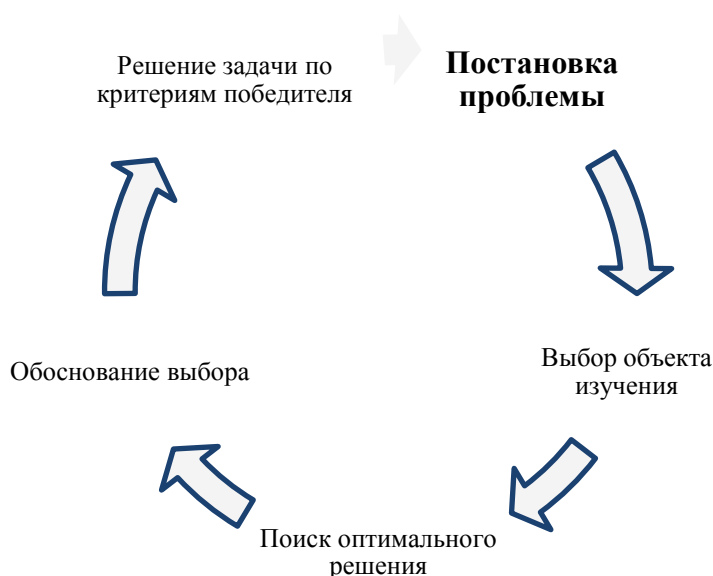 Решение задачи по
критериям победителя
Постановка
проблемы
Выбор объекта
изучения
Поиск оптимального
решения
Обоснование выбора